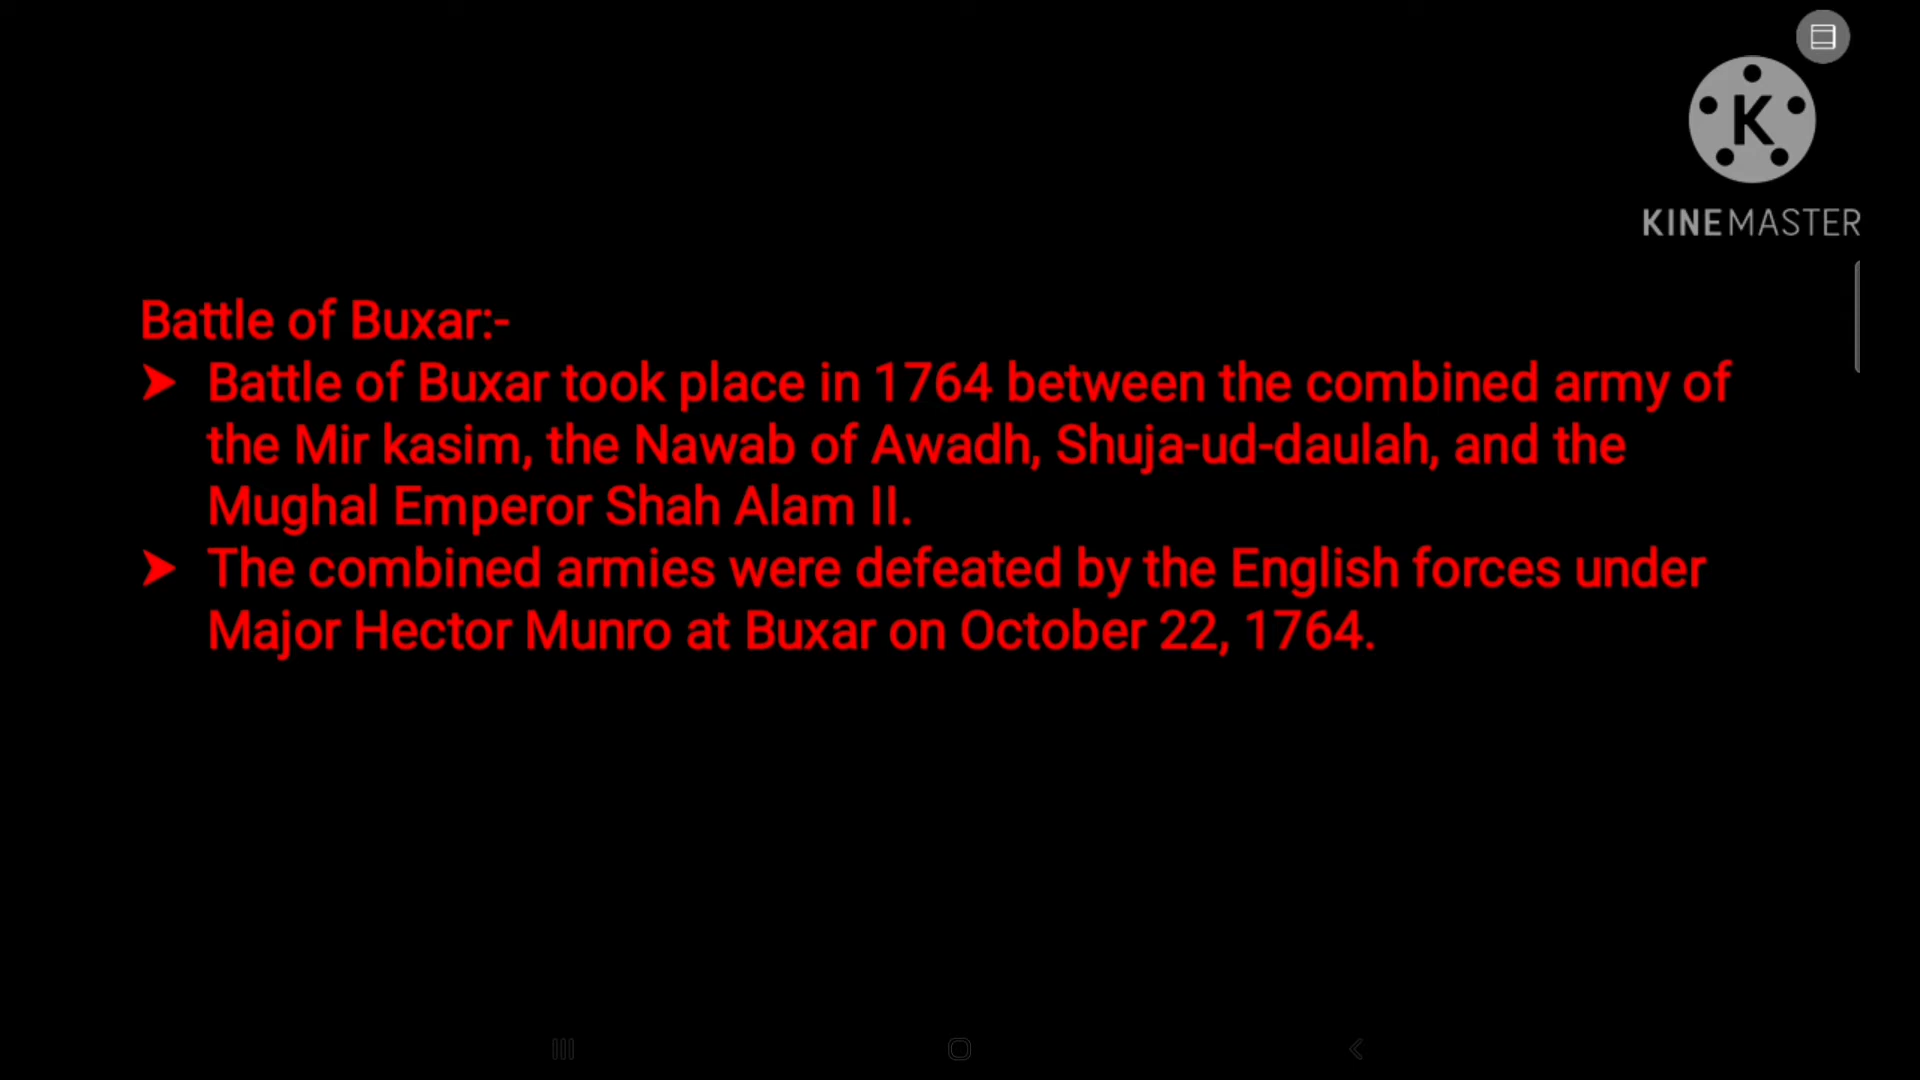 K
KINEMASTER
Battle of Buxar:-
➤ Battle of Buxar took place in 1764 between the combined army of
the Mir kasim, the Nawab of Awadh, Shuja-ud-daulah, and the
Mughal Emperor Shah Alam II.
➤ The combined armies were defeated by the English forces under
Major Hector Munro at Buxar on October 22, 1764.